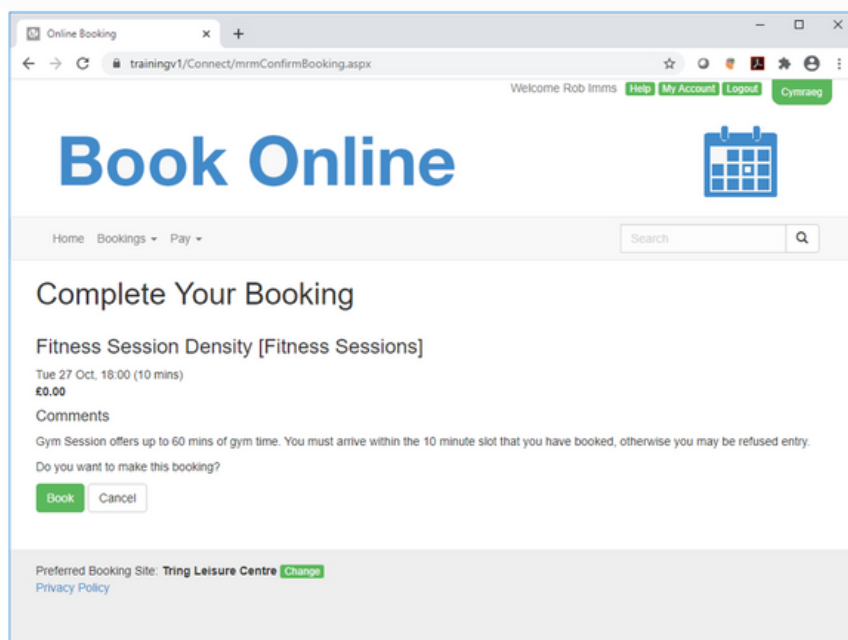 Online Booking
trainingv1/Connect/mrmConfirmBooking.aspx
Welcome Rob Imms Help My Account Logout Cymraeg
Book Online
Home Bookings Pay Search
Complete Your Booking
Fitness Session Density [Fitness Sessions]
Tue 27 Oct, 18:00 (10 mins)
£0.00
Comments
Gym Session offers up to 60 mins of gym time. You must arrive within the 10 minute slot that you have booked, otherwise you may be refused entry.
Do you want to make this booking?
Book Cancel
Preferred Booking Site: Tring Leisure Centre Change
Privacy Policy